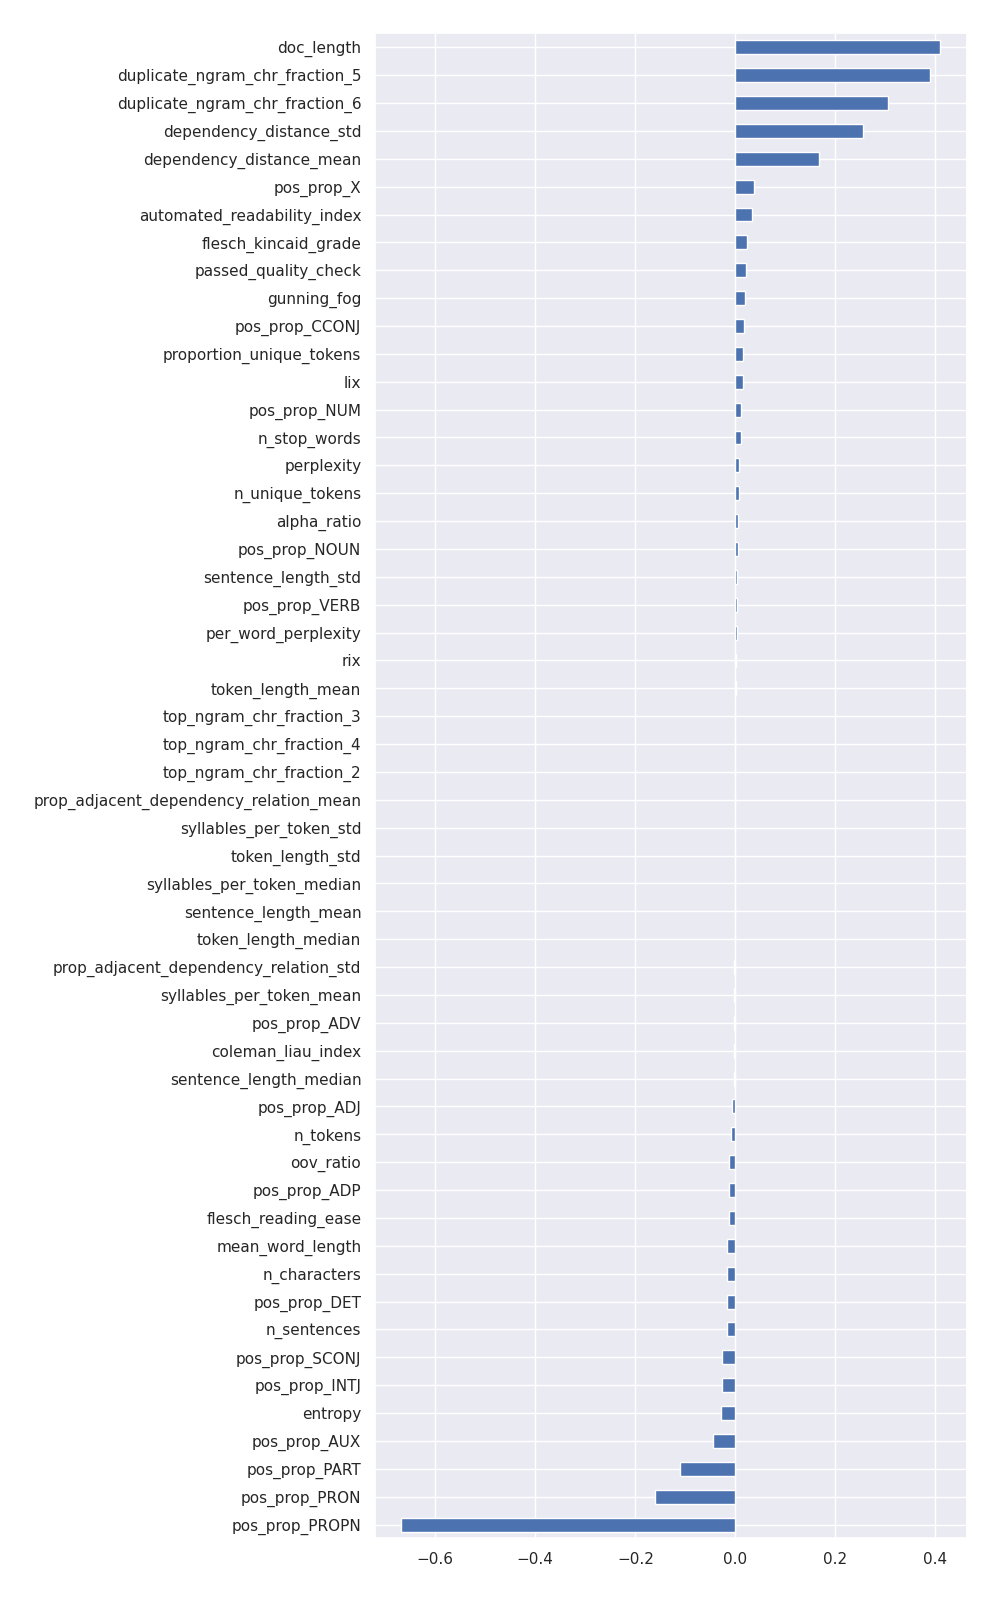 doc_length
duplicate_ngram_chr_fraction_5
duplicate_ngram_chr_fraction_6
dependency_distance_std
dependency_distance_mean
pos_prop_X
automated_readability_index
flesch_kincaid_grade
passed_quality_check
gunning_fog
pos_prop_CCONJ
proportion_unique_tokens
lix
pos_prop_NUM
n_stop_words
perplexity
n_unique_tokens
alpha_ratio
pos_prop_NOUN
sentence_length_std
pos_prop_VERB
per_word_perplexity
rix
token_length_mean
top_ngram_chr_fraction_3
top_ngram_chr_fraction_4
top_ngram_chr_fraction_2
prop_adjacent_dependency_relation_mean
syllables_per_token_std
token_length_std
syllables_per_token_median
sentence_length_mean
token_length_median
prop_adjacent_dependency_relation_std
syllables_per_token_mean
pos_prop_ADV
coleman_liau_index
sentence_length_median
pos_prop_ADJ
n_tokens
oov_ratio
pos_prop_ADP
flesch_reading_ease
mean_word_length
n_characters
pos_prop_DET
n_sentences
pos_prop_SCONJ
pos_prop_INTJ
entropy
pos_prop_AUX
pos_prop_PART
pos_prop_PRON
pos_prop_PROPN
−0.6 −0.4 −0.2 0.0 0.2 0.4